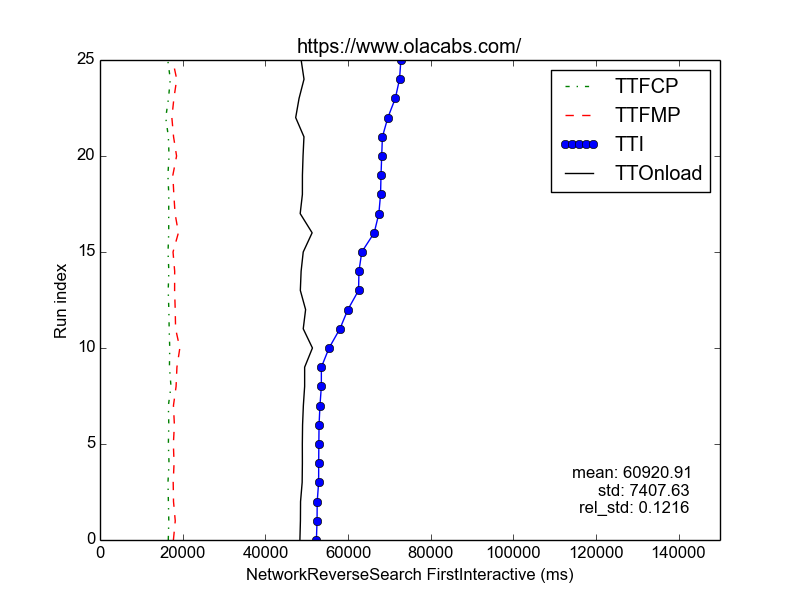 https://www.olacabs.com/
25
20
15
10
5
0
Run index
TTFCP
TTFMP
TTI
TTOnload
mean: 60920.91
std: 7407.63
rel_std: 0.1216
0 20000 40000 60000 80000 100000 120000 140000
NetworkReverseSearch FirstInteractive (ms)